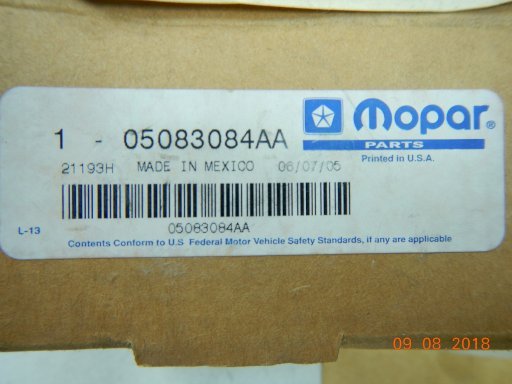 1 - 05083084AA
Mopar®
PARTS
21193H MADE IN MEXICO 06/07/05
Printed in U.S.A.
L-13
05083084AA
Contents Conform to U.S Federal Motor Vehicle Safety Standards, if any are applicable
09.08.2018